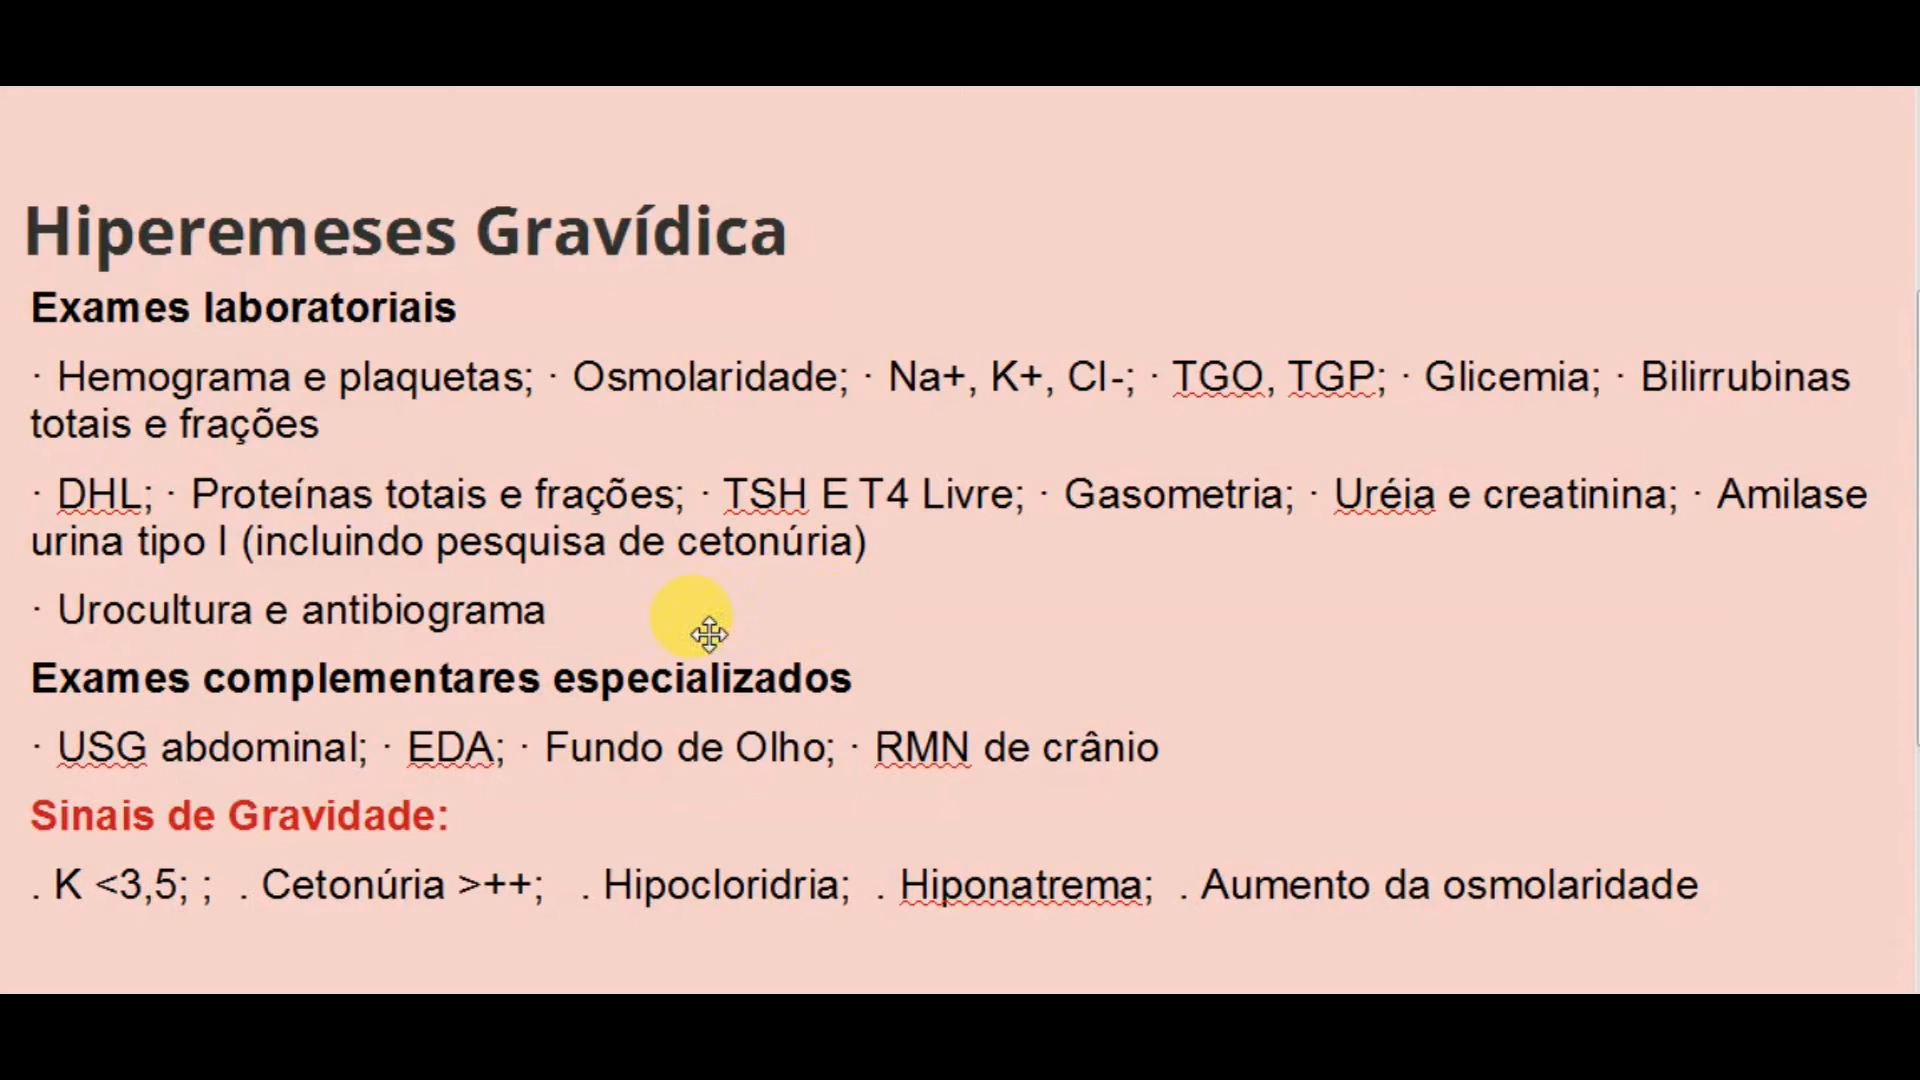 Hiperemeses Gravídica
Exames laboratoriais
· Hemograma e plaquetas; · Osmolaridade; · Na+, K+, Cl-; · TGO, TGP; · Glicemia; · Bilirrubinas
totais e frações
· DHL; · Proteínas totais e frações; · TSH E T4 Livre; · Gasometria; · Uréia e creatinina; · Amilase
urina tipo I (incluindo pesquisa de cetonúria)
· Urocultura e antibiograma
Exames complementares especializados
· USG abdominal; · EDA; · Fundo de Olho; · RMN de crânio
Sinais de Gravidade:
. K <3,5; ; . Cetonúria >++; . Hipocloridria; . Hiponatrema; . Aumento da osmolaridade